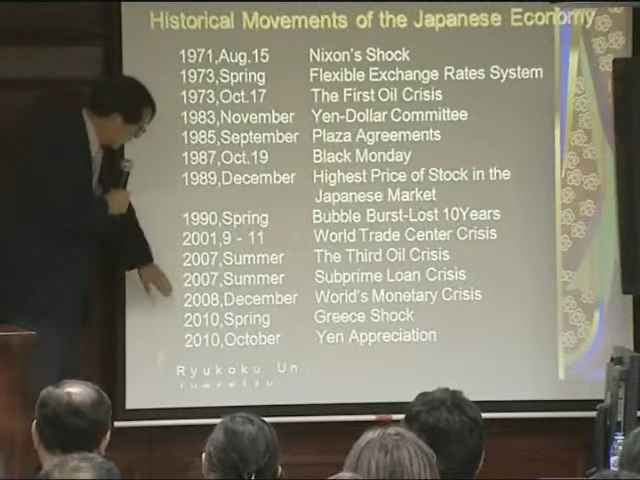 Historical Movements of the Japanese Economy
1971,Aug.15 Nixon's Shock
1973,Spring Flexible Exchange Rates System
1973,Oct.17 The First Oil Crisis
1983,November Yen-Dollar Committee
1985,September Plaza Agreements
1987,Oct.19 Black Monday
1989,December Highest Price of Stock in the
Japanese Market
1990,Spring Bubble Burst-Lost 10Years
2001,9 - 11 World Trade Center Crisis
2007,Summer The Third Oil Crisis
2007,Summer Subprime Loan Crisis
2008,December World's Monetary Crisis
2010,Spring Greece Shock
2010,October Yen Appreciation
Ryukoku Un